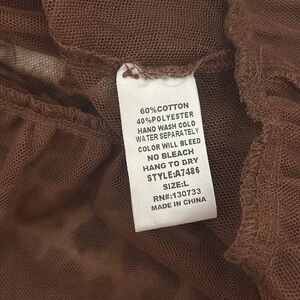 60%COTTON
40%POLYESTER
HAND WASH COLD
WATER SEPARATELY
COLOR WILL BLEED
NO BLEACH
HANG TO DRY
STYLE:A7486
SIZE:L
RN#:130733
MADE IN CHINA